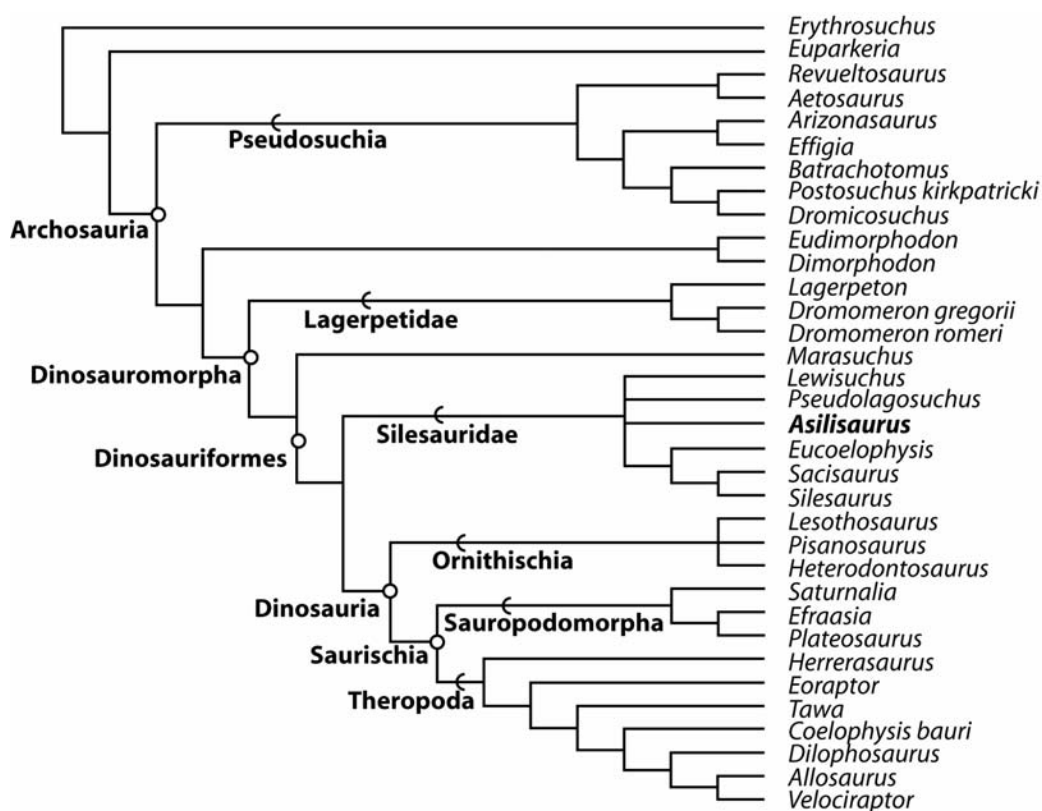 Erythrosuchus
Euparkeria
Revueltosaurus
Aetosaurus
Arizonasaurus
Pseudosuchia
Effigia
Batrachotomus
Postosuchus kirkpatricki
Dromicosuchus
Archosauria
Eudimorphodon
Dimorphodon
Lagerpeton
Dromomeron gregorii
Lagerpetidae
Dromomeron romeri
Marasuchus
Dinosauromorpha
Lewisuchus
Pseudolagosuchus
Asilisaurus
Silesauridae
Eucoelophysis
Dinosauriformes
Sacisaurus
Silesaurus
Lesothosaurus
Pisanosaurus
Ornithischia
Heterodontosaurus
Saturnalia
Dinosauria
Efraasia
Sauropodomorpha
Plateosaurus
Saurischia
Herrerasaurus
Eoraptor
Theropoda
Tawa
Coelophysis bauri
Dilophosaurus
Allosaurus
Velociraptor